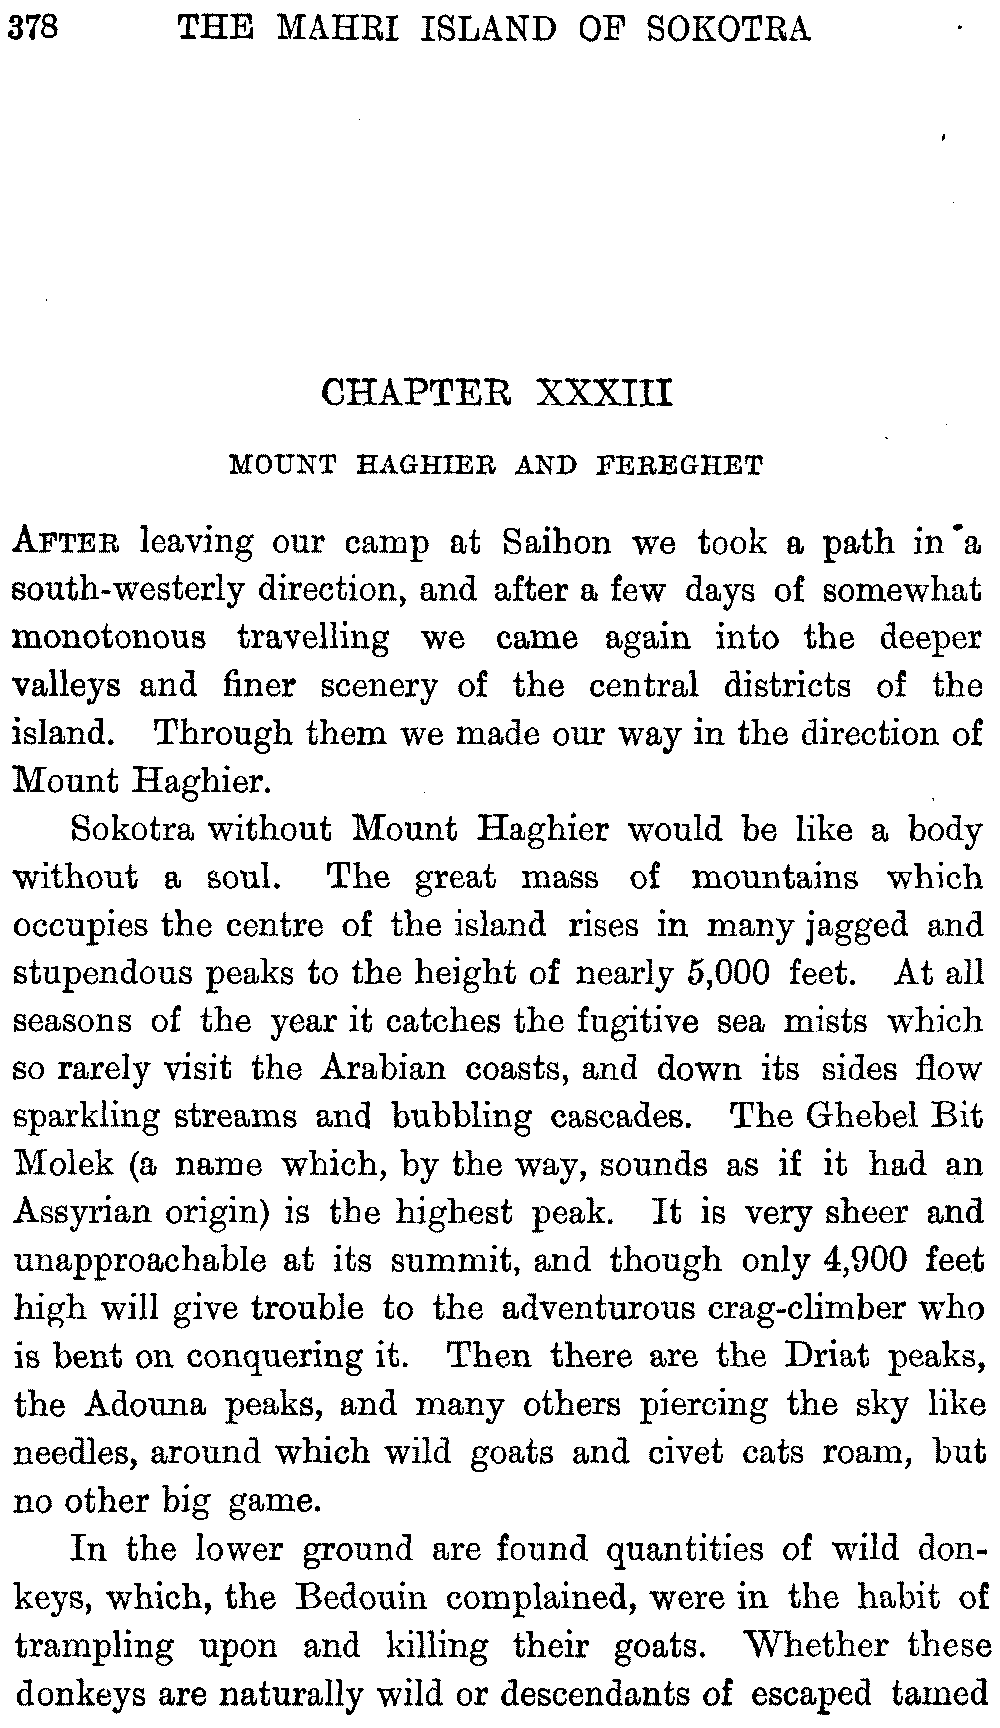 378 THE MAHRI ISLAND OF SOKOTRA
CHAPTER XXXIII
MOUNT HAGHIER AND FEREGHET
AFTER leaving our camp at Saihon we took a path in a
south-westerly direction, and after a few days of somewhat
monotonous travelling we came again into the deeper
valleys and finer scenery of the central districts of the
island. Through them we made our way in the direction of
Mount Haghier.
Sokotra without Mount Haghier would be like a body
without a soul. The great mass of mountains which
occupies the centre of the island rises in many jagged and
stupendous peaks to the height of nearly 5,000 feet. At all
seasons of the year it catches the fugitive sea mists which
so rarely visit the Arabian coasts, and down its sides flow
sparkling streams and bubbling cascades. The Ghebel Bit
Molek (a name which, by the way, sounds as if it had an
Assyrian origin) is the highest peak. It is very sheer and
unapproachable at its summit, and though only 4,900 feet
high will give trouble to the adventurous crag-climber who
is bent on conquering it. Then there are the Driat peaks,
the Adouna peaks, and many others piercing the sky like
needles, around which wild goats and civet cats roam, but
no other big game.
In the lower ground are found quantities of wild don-
keys, which, the Bedouin complained, were in the habit of
trampling upon and killing their goats. Whether these
donkeys are naturally wild or descendants of escaped tamed